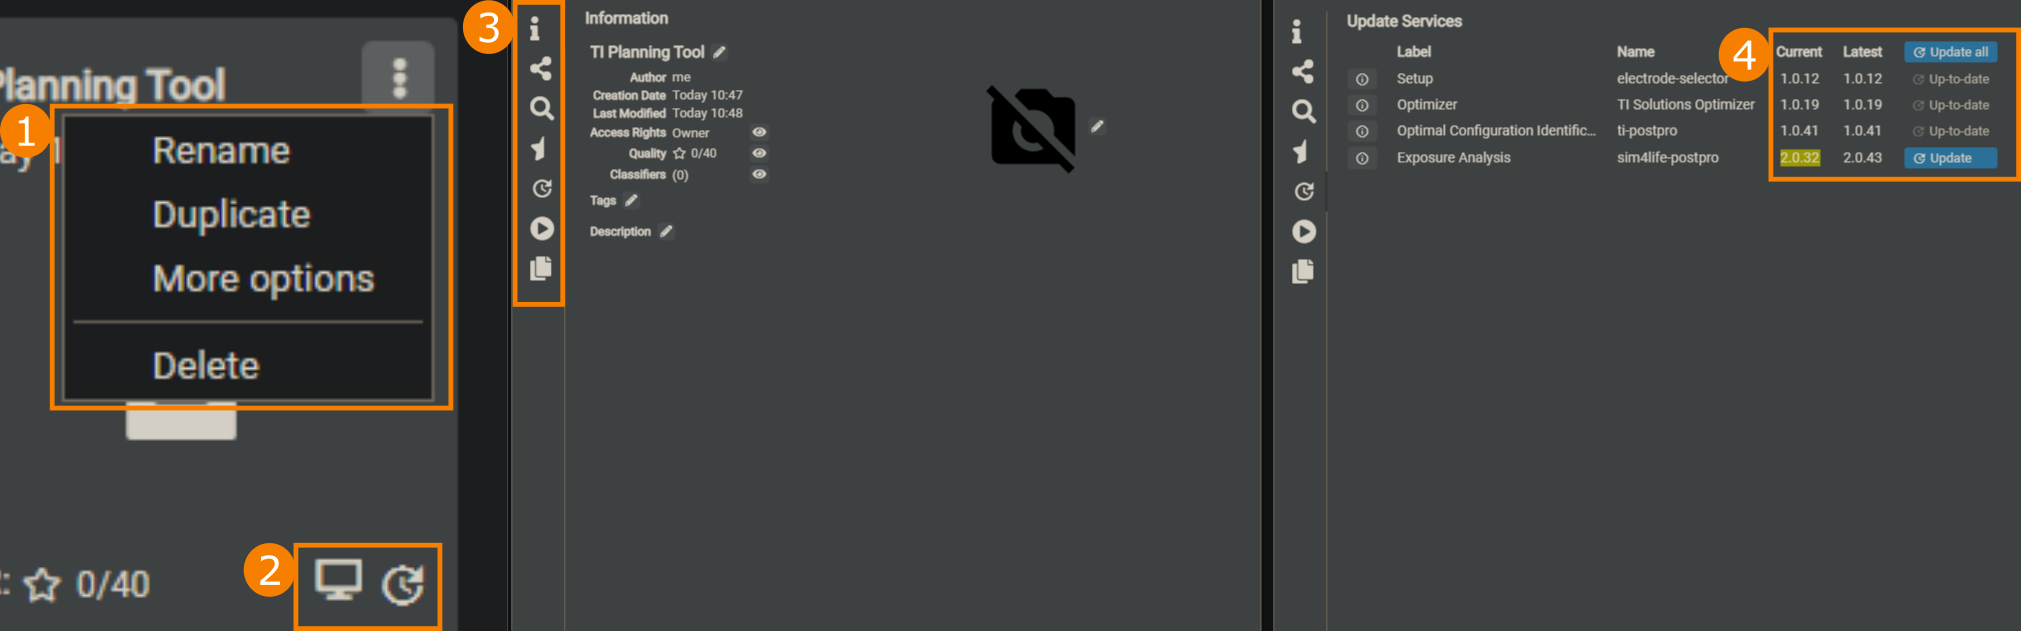 Planning Tool
1
Rename
Duplicate
More options
Delete
2
0/40
3
Information
TI Planning Tool
Author me
Creation Date Today 10:47
Last Modified Today 10:48
Access Rights Owner
Quality 0/40
Classifiers (0)
Tags
Description
Update Services
4
Label Name Current Latest Update all
Setup electrode-selector 1.0.12 1.0.12 Up-to-date
Optimizer TI Solutions Optimizer 1.0.19 1.0.19 Up-to-date
Optimal Configuration Identific... ti-postpro 1.0.41 1.0.41 Up-to-date
Exposure Analysis sim4life-postpro 2.0.32 2.0.43 Update